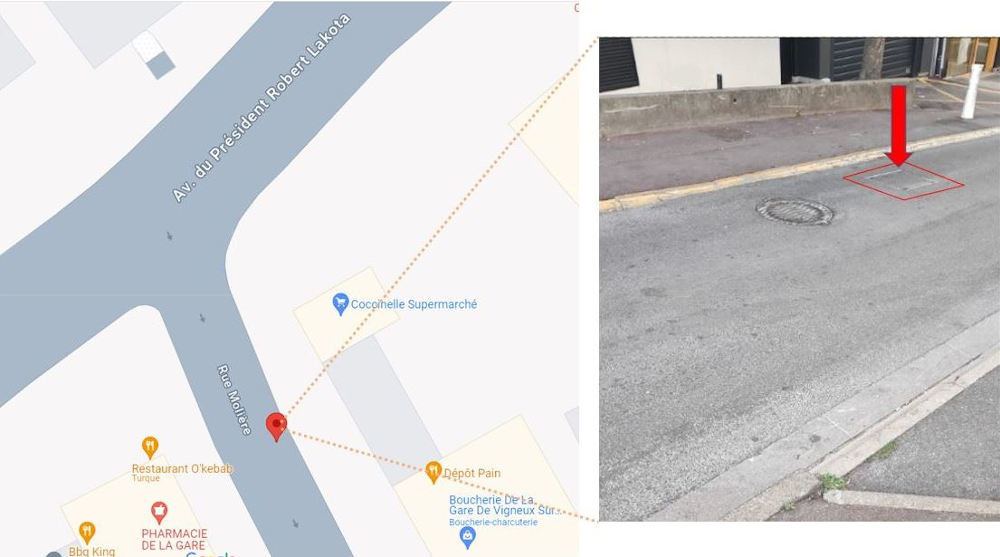 Av. du Président Robert Lakota
Coccinelle Supermarché
Rue Molière
Restaurant O'kebab
Turque
Dépôt Pain
Boucherie De La
Gare De Vigneux Sur...
Boucherie-charcuterie
PHARMACIE
DE LA GARE
Bbq King